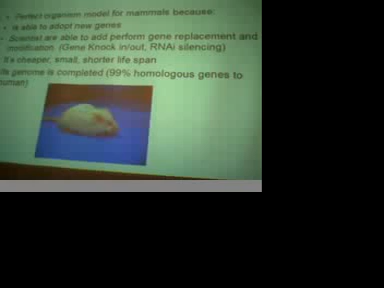 Perfect organism model for mammals because:
is able to adopt new genes
Scientist are able to add perform gene replacement and
modification. (Gene Knock in/out, RNAi silencing)
It's cheaper, small, shorter life span
Its genome is completed (99% homologous genes to
human)